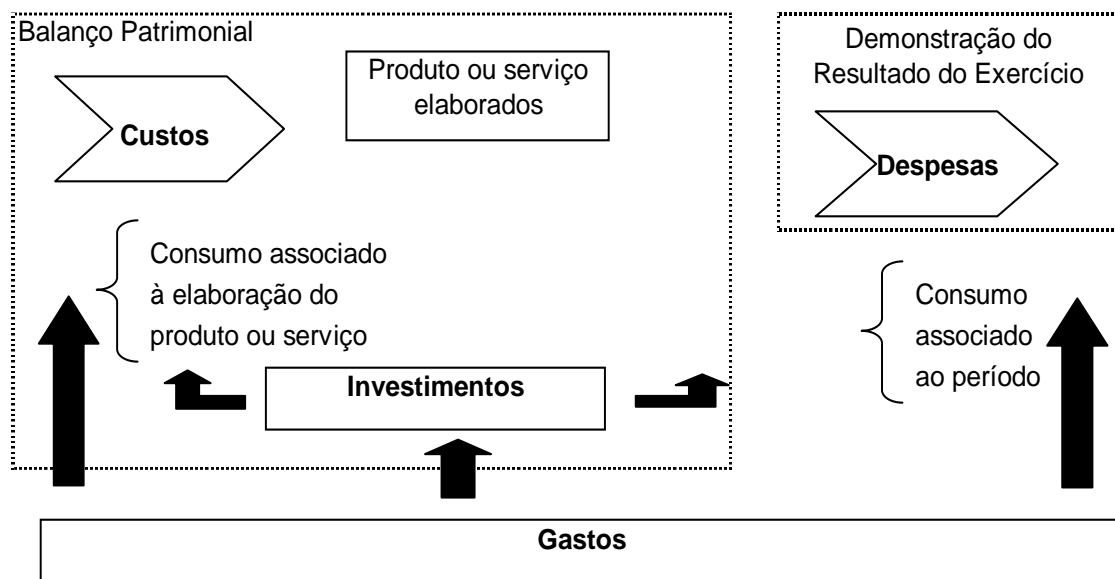 Balanço Patrimonial
Produto ou serviço
elaborados
Custos
Consumo associado
à elaboração do
produto ou serviço
Investimentos
Demonstração do
Resultado do Exercício
Despesas
Consumo
associado
ao período
Gastos